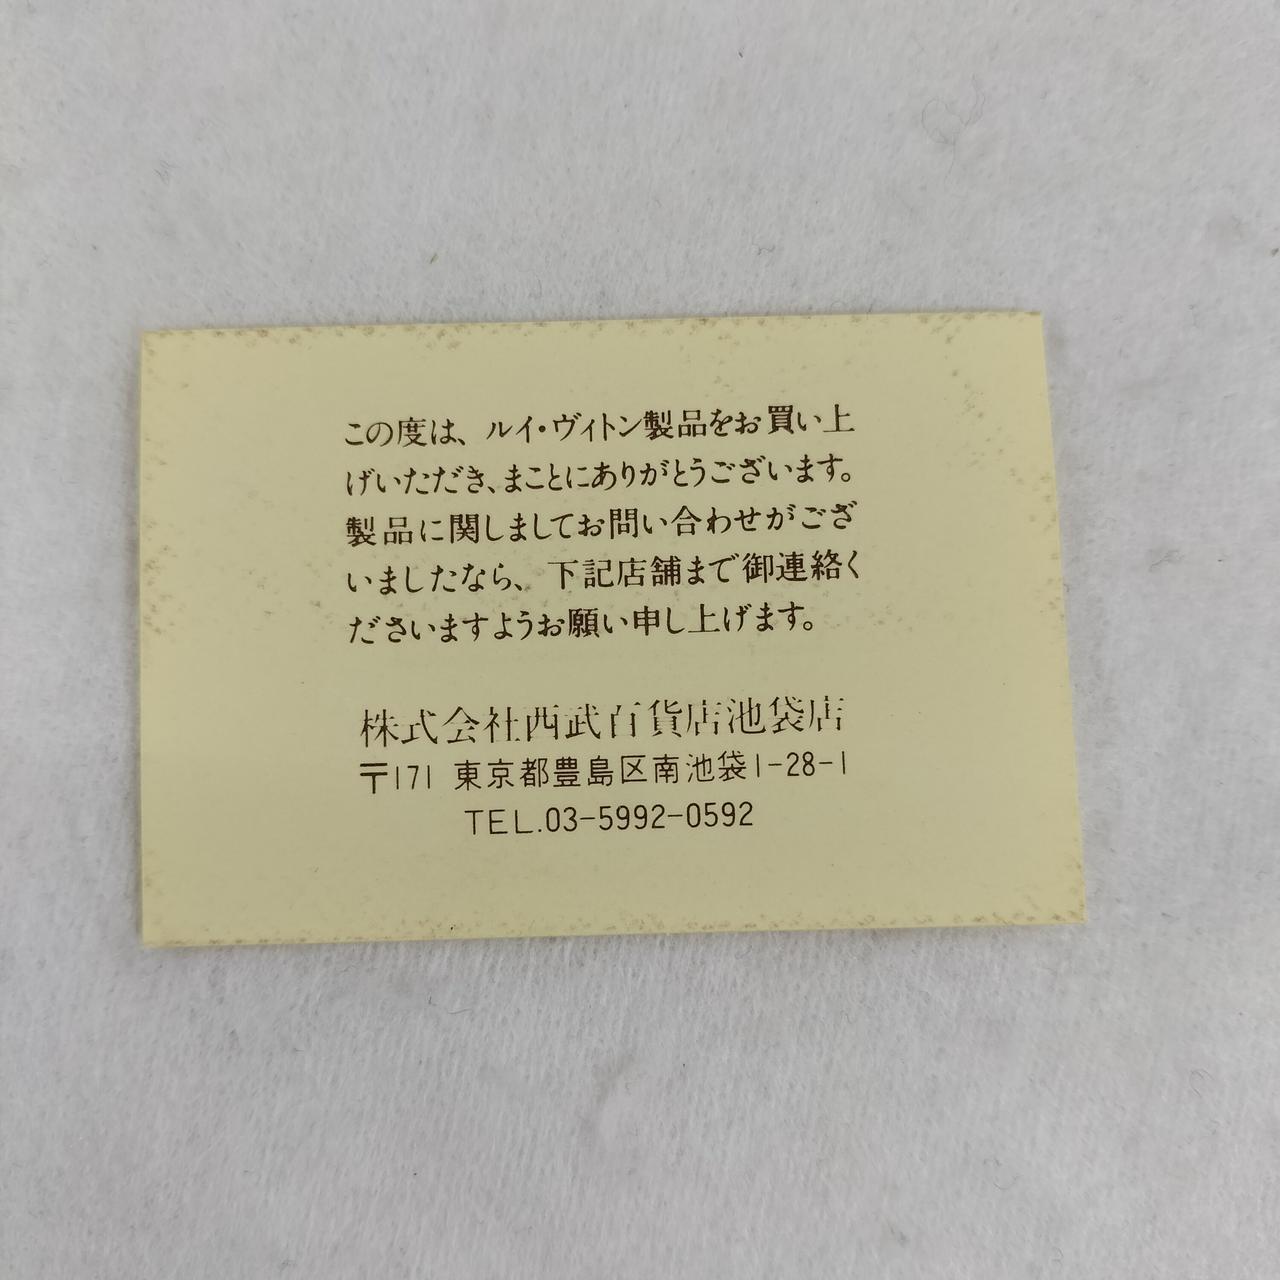 この度は、ルイ・ヴィトン製品をお買い上
げいただき、まことにありがとうございます。
製品に関しましてお問い合わせがござ
いましたなら、下記店舗まで御連絡く
ださいますようお願い申し上げます。
株式会社西武百貨店池袋店
〒171 東京都豊島区南池袋1-28-1
TEL.03-5992-0592